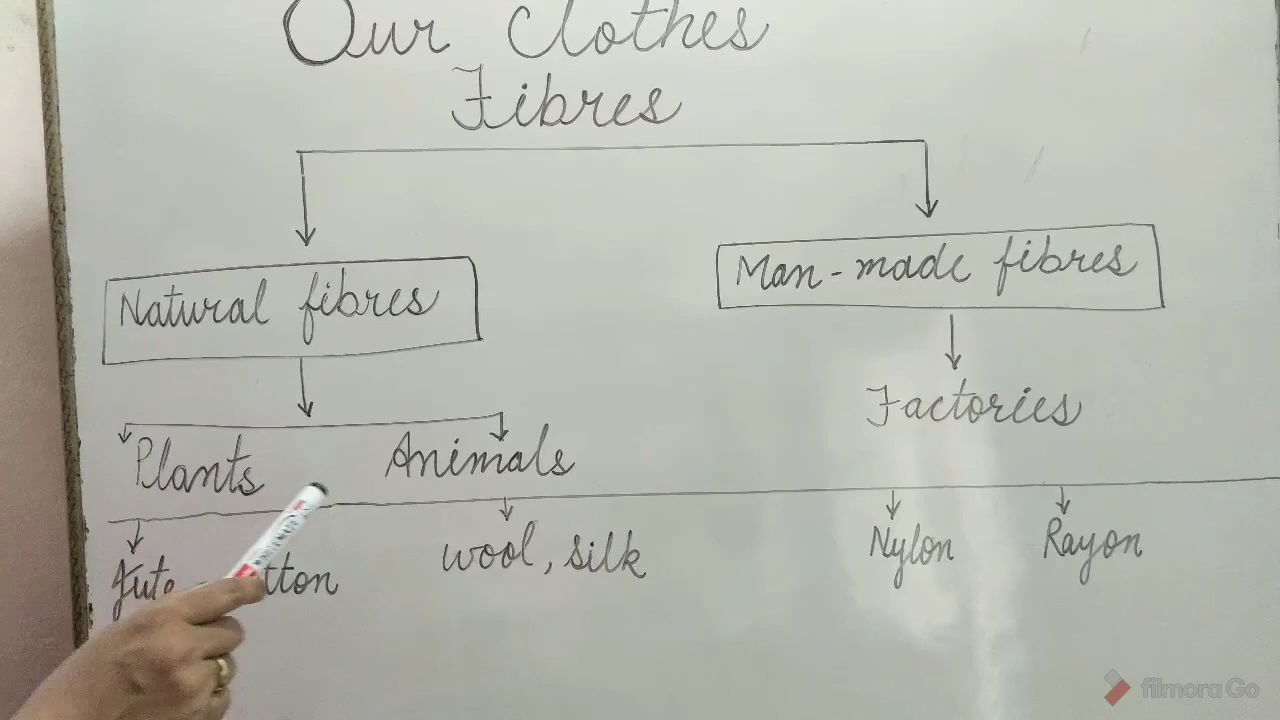 Our Clothes
Fibres
Natural fibres
Man-made fibres
Factories
Plants Animals
wool, silk
Nylon Rayon
filmora Go